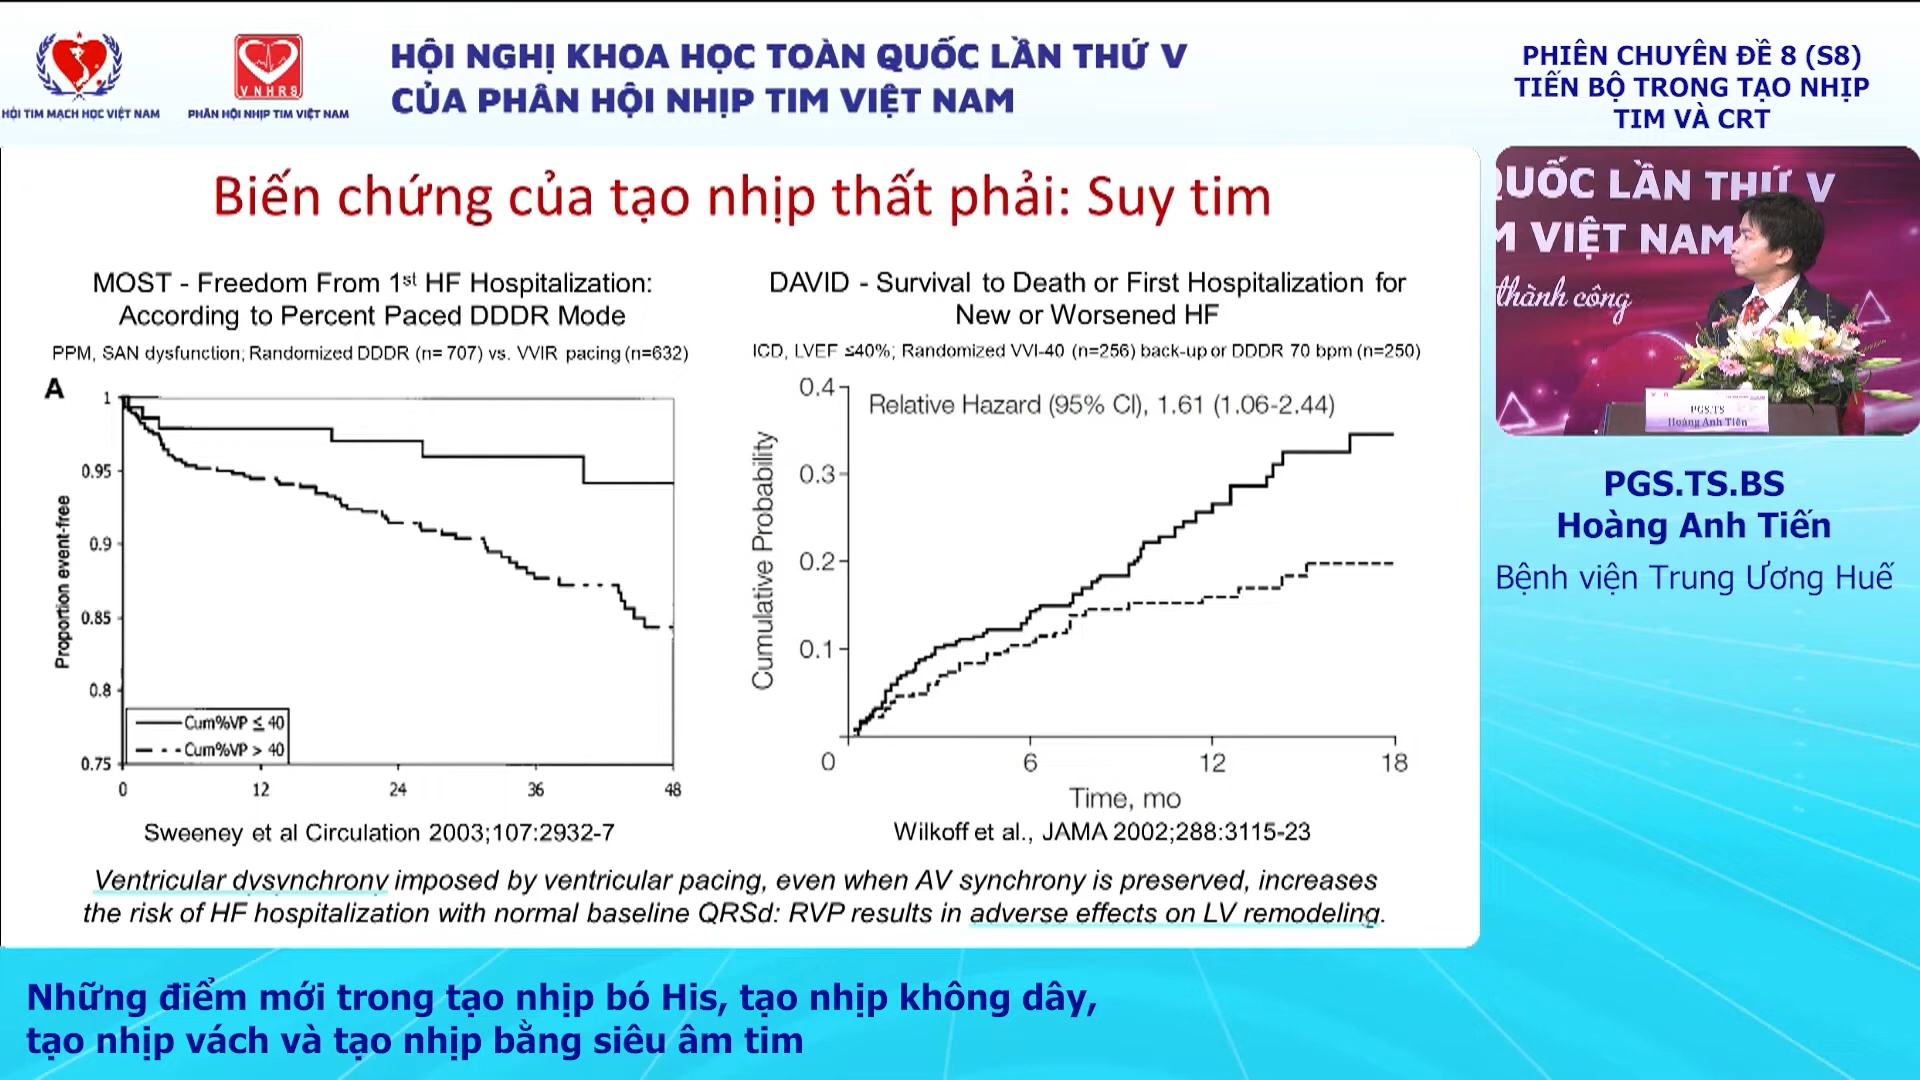 HỘI TIM MẠCH HỌC VIỆT NAM
VNHRS
PHÂN HỘI NHỊP TIM VIỆT NAM
HỘI NGHỊ KHOA HỌC TOÀN QUỐC LẦN THỨ V
CỦA PHÂN HỘI NHỊP TIM VIỆT NAM
PHIÊN CHUYÊN ĐỀ 8 (S8)
TIẾN BỘ TRONG TẠO NHỊP
TIM VÀ CRT
Biến chứng của tạo nhịp thất phải: Suy tim
MOST - Freedom From 1st HF Hospitalization:
According to Percent Paced DDDR Mode
PPM, SAN dysfunction; Randomized DDDR (n= 707) vs. VVIR pacing (n=632)
A
1
0.95
0.9
0.85
0.8
0.75
Proportion event-free
Cum%VP ≤ 40
Cum%VP > 40
0 12 24 36 48
Sweeney et al Circulation 2003;107:2932-7
DAVID - Survival to Death or First Hospitalization for
New or Worsened HF
ICD, LVEF ≤40%; Randomized VVI-40 (n=256) back-up or DDDR 70 bpm (n=250)
Relative Hazard (95% CI), 1.61 (1.06-2.44)
0.4
0.3
0.2
0.1
Cumulative Probability
0 6 12 18
Time, mo
Wilkoff et al., JAMA 2002;288:3115-23
Ventricular dysynchrony imposed by ventricular pacing, even when AV synchrony is preserved, increases
the risk of HF hospitalization with normal baseline QRSd: RVP results in adverse effects on LV remodeling.
QUỐC LẦN THỨ V
M VIỆT NAM
thành công
PGS.TS
Hoàng Anh Tiến
PGS.TS.BS
Hoàng Anh Tiến
Bệnh viện Trung Ương Huế
Những điểm mới trong tạo nhịp bó His, tạo nhịp không dây,
tạo nhịp vách và tạo nhịp bằng siêu âm tim